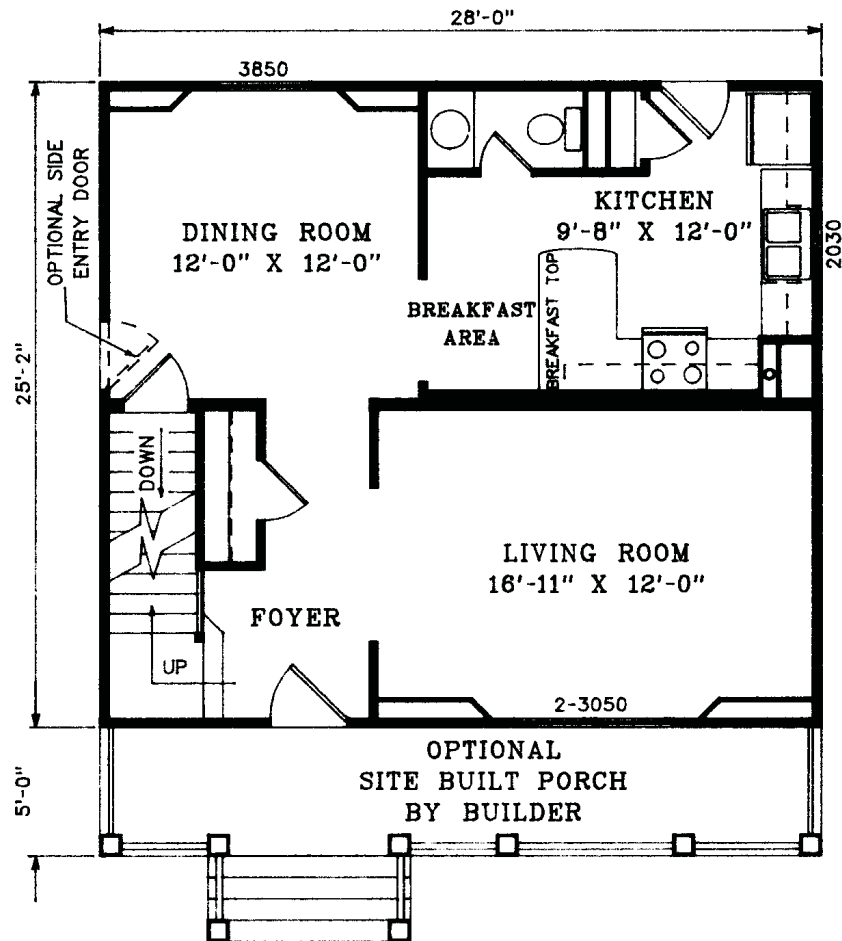 28'-0"
3850
OPTIONAL SIDE
ENTRY DOOR
DINING ROOM
12'-0" X 12'-0"
KITCHEN
9'-8" X 12'-0"
2030
BREAKFAST
AREA
BREAKFAST TOP
25'-2"
DOWN
LIVING ROOM
16'-11" X 12'-0"
FOYER
UP
2-3050
OPTIONAL
SITE BUILT PORCH
BY BUILDER
5'-0"